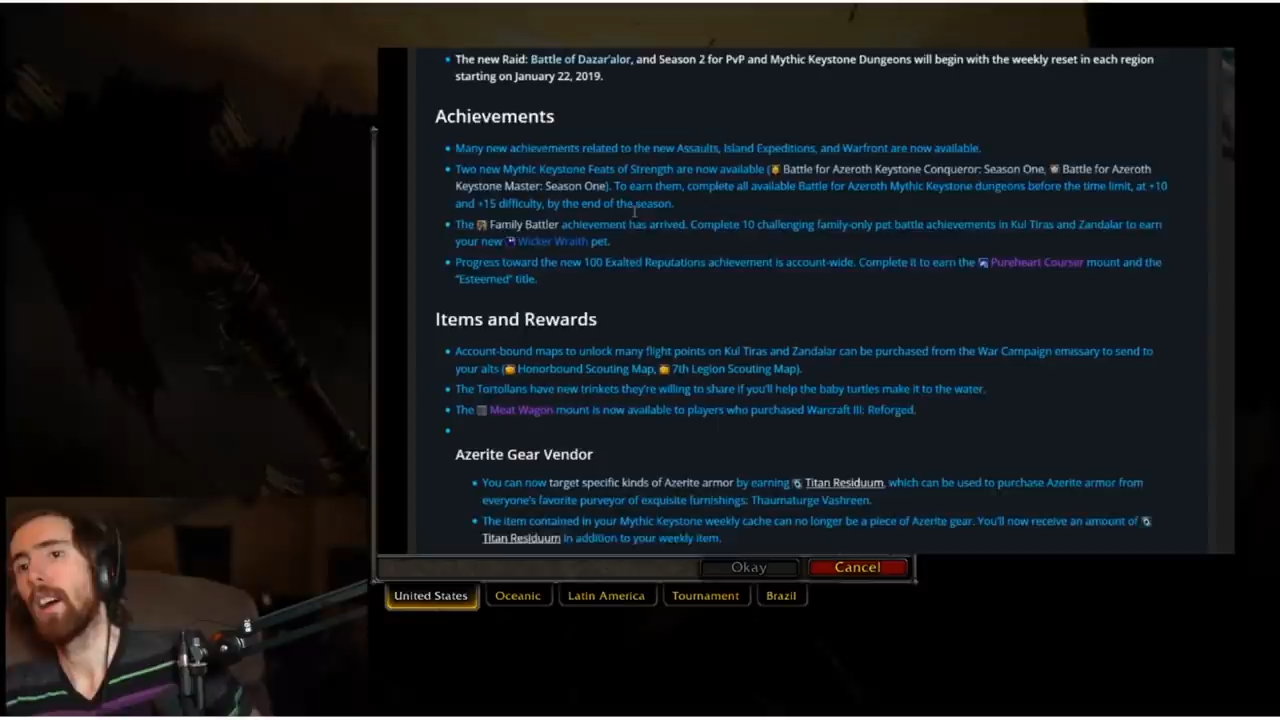 The new Raid: Battle of Dazar'alor, and Season 2 for PvP and Mythic Keystone Dungeons will begin with the weekly reset in each region
starting on January 22, 2019.
Achievements
Many new achievements related to the new Assaults, Island Expeditions, and Warfront are now available.
Two new Mythic Keystone Feats of Strength are now available (Battle for Azeroth Keystone Conqueror: Season One, Battle for Azeroth
Keystone Master: Season One). To earn them, complete all available Battle for Azeroth Mythic Keystone dungeons before the time limit, at +10
and +15 difficulty, by the end of the season.
The Family Battler achievement has arrived. Complete 10 challenging family-only pet battle achievements in Kul Tiras and Zandalar to earn
your new Wicker Wraith pet.
Progress toward the new 100 Exalted Reputations achievement is account-wide. Complete it to earn the Pureheart Courser mount and the
"Esteemed" title.
Items and Rewards
Account-bound maps to unlock many flight points on Kul Tiras and Zandalar can be purchased from the War Campaign emissary to send to
your alts (Honorbound Scouting Map, 7th Legion Scouting Map).
The Tortollans have new trinkets they're willing to share if you'll help the baby turtles make it to the water.
The Meat Wagon mount is now available to players who purchased Warcraft III: Reforged.
Azerite Gear Vendor
You can now target specific kinds of Azerite armor by earning Titan Residuum, which can be used to purchase Azerite armor from
everyone's favorite purveyor of exquisite furnishings: Thaumaturge Vashreen.
The item contained in your Mythic Keystone weekly cache can no longer be a piece of Azerite gear. You'll now receive an amount of
Titan Residuum in addition to your weekly item.
Okay Cancel
United States Oceanic Latin America Tournament Brazil